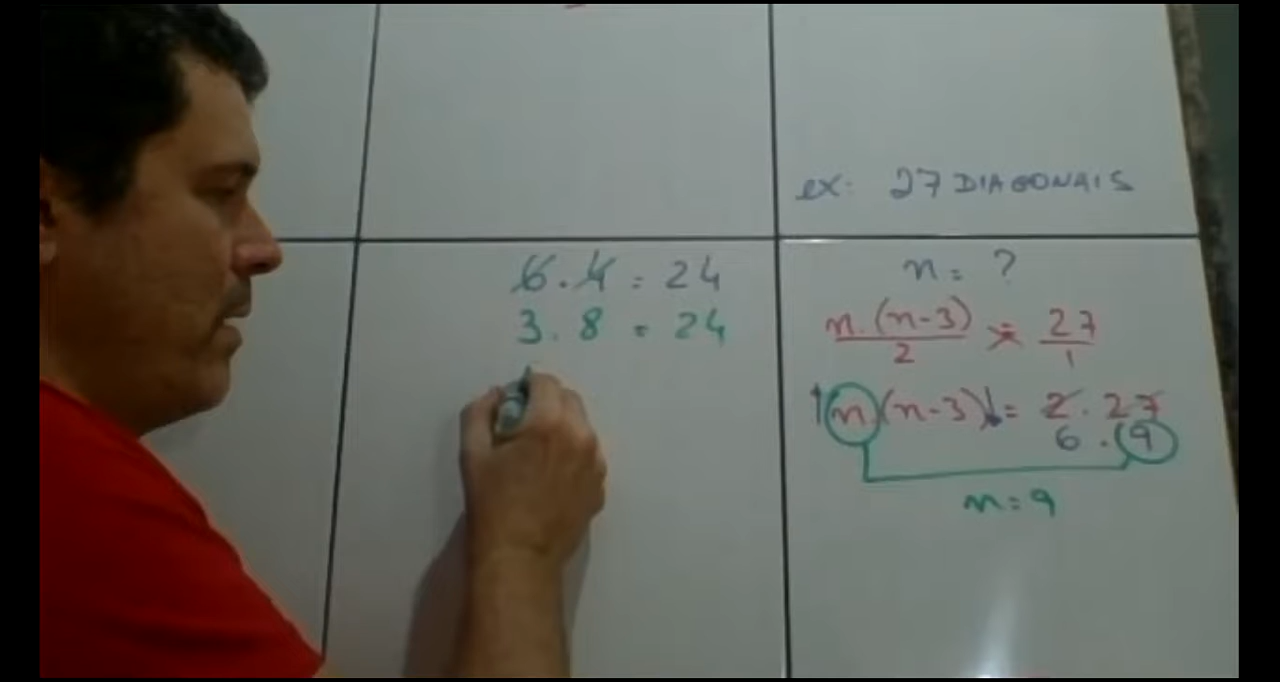 6 . 4 = 24
3 . 8 = 24
ex: 27 DIAGONAIS
n = ?
n . (n-3) = 27
2 1
n (n-3) = 2 . 27
6 . 9
n = 9